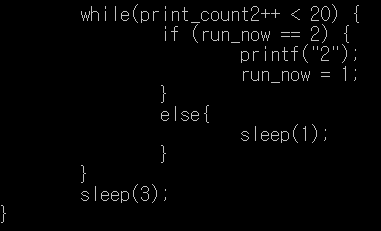 while(print_count2++ < 20) {
if (run_now == 2) {
printf("2");
run_now = 1;
}
else{
sleep(1);
}
}
sleep(3);
}